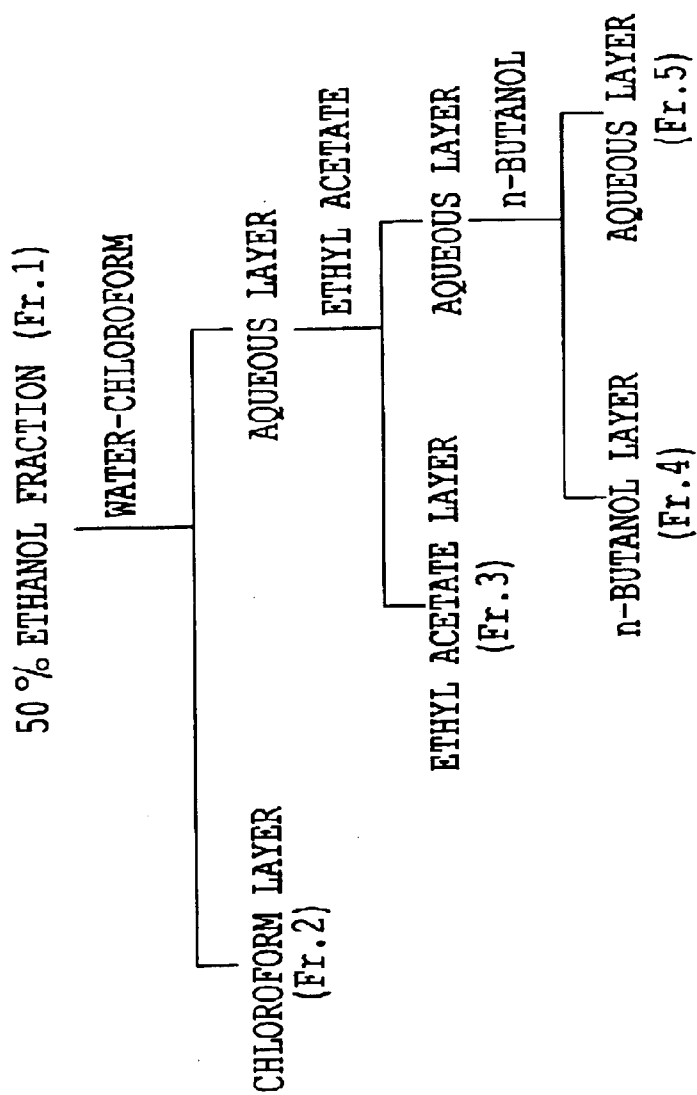 50 % ETHANOL FRACTION (Fr.1)
WATER-CHLOROFORM
CHLOROFORM LAYER
(Fr.2)
AQUEOUS LAYER
ETHYL ACETATE
ETHYL ACETATE LAYER
(Fr.3)
AQUEOUS LAYER
n-BUTANOL
n-BUTANOL LAYER
(Fr.4)
AQUEOUS LAYER
(Fr.5)